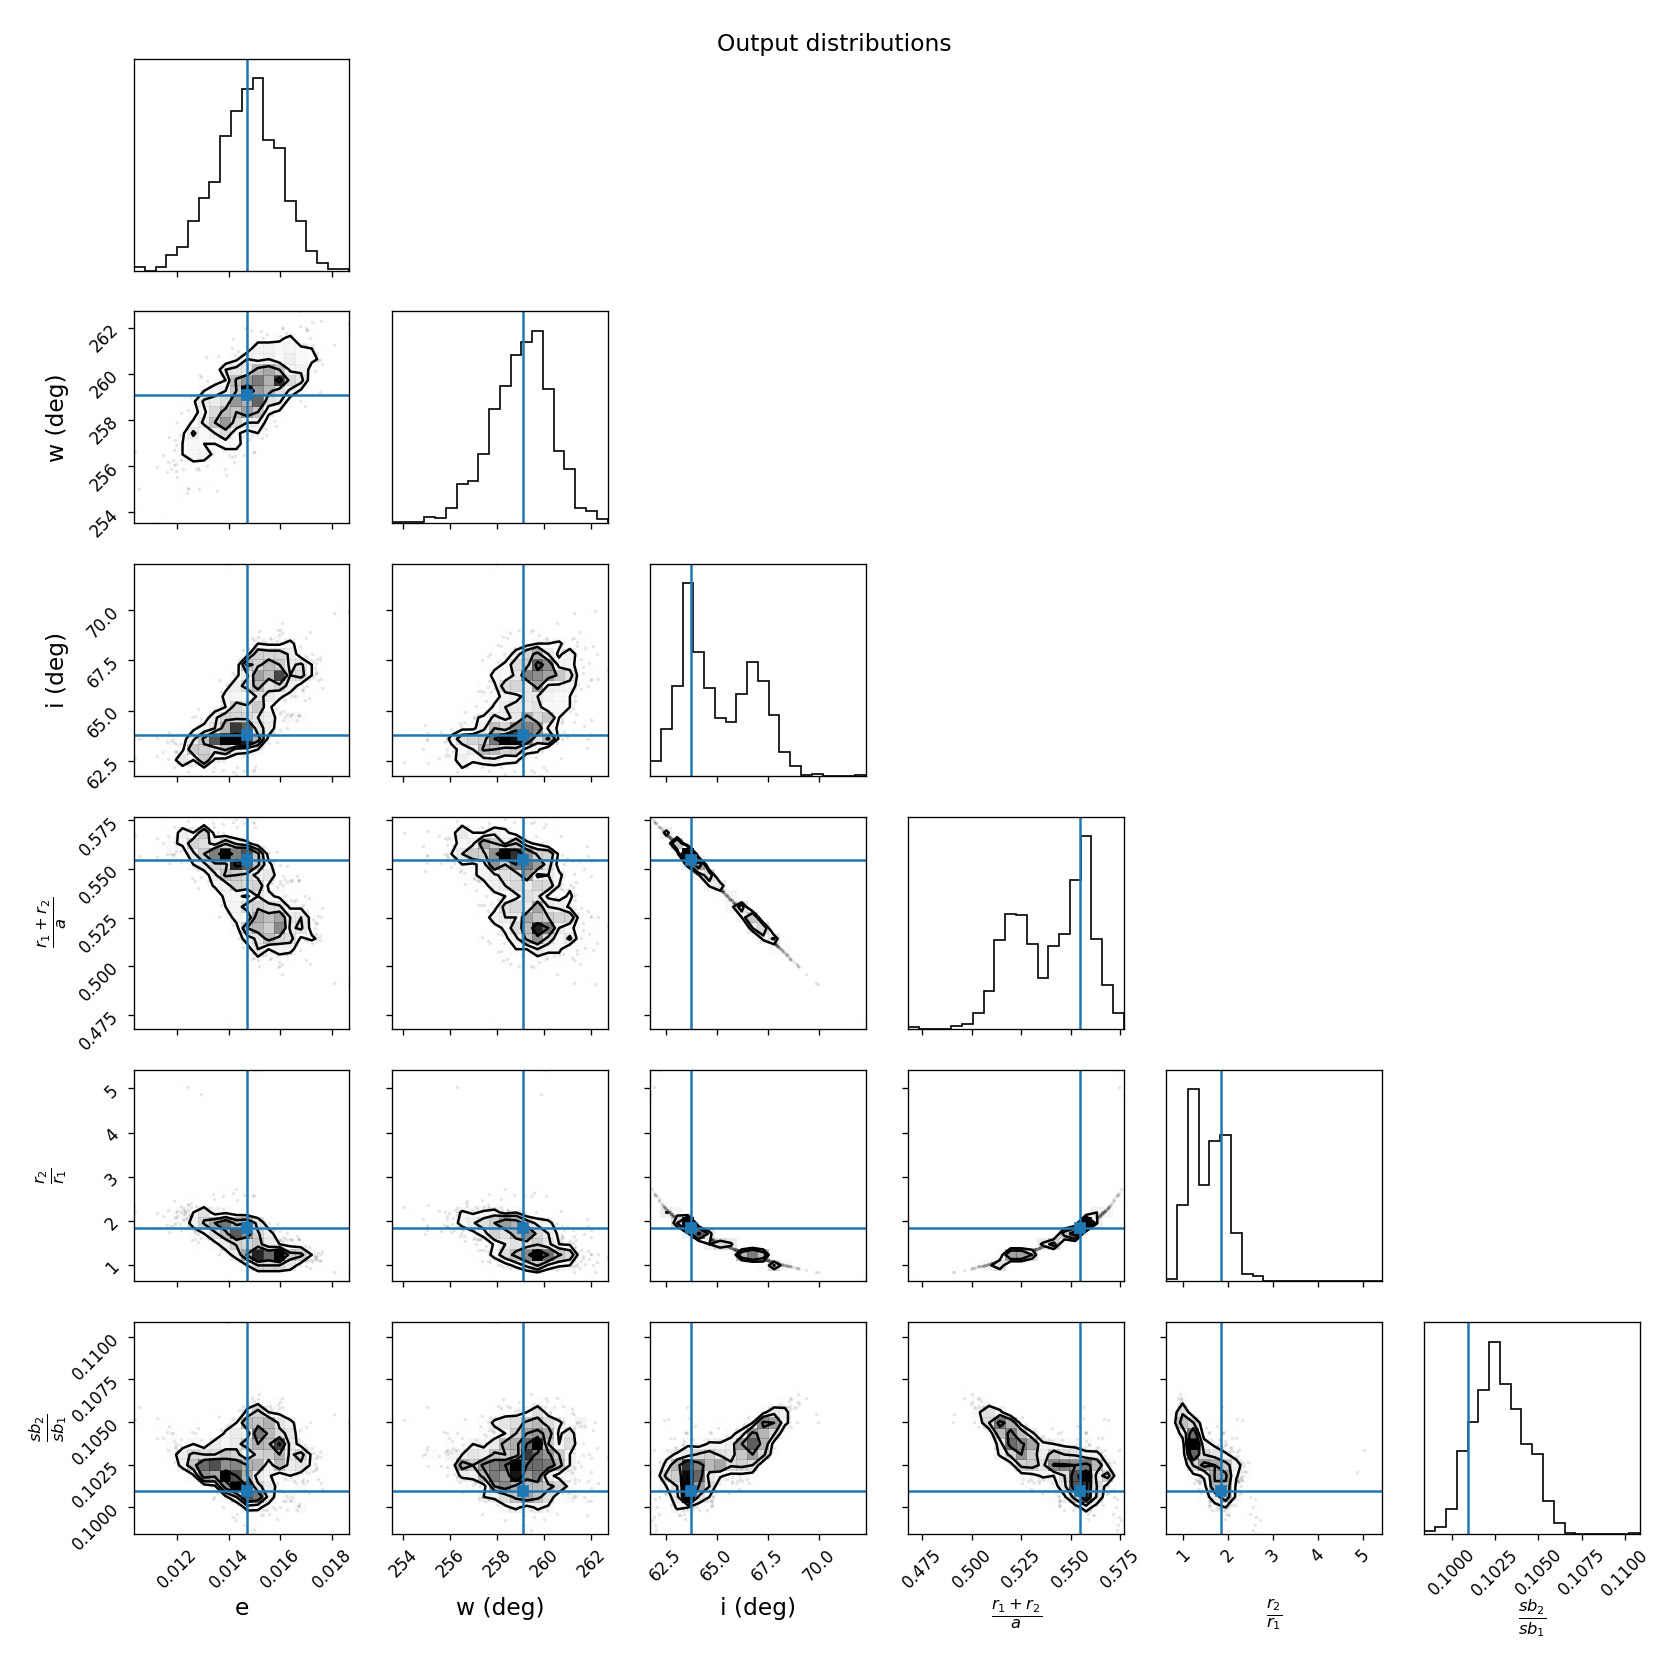 Output distributions
262
260
258
256
254
w (deg)
70.0
67.5
65.0
62.5
i (deg)
0.575
0.550
0.525
0.500
0.475
r₁ + r₂
a
5
4
3
2
1
r₂
r₁
0.1100
0.1075
0.1050
0.1025
0.1000
sb₂
sb₁
0.012 0.014 0.016 0.018
254 256 258 260 262
62.5 65.0 67.5 70.0
0.475 0.500 0.525 0.550 0.575
1 2 3 4 5
0.1000 0.1025 0.1050 0.1075 0.1100
e
w (deg)
i (deg)
r₁ + r₂
a
r₂
r₁
sb₂
sb₁